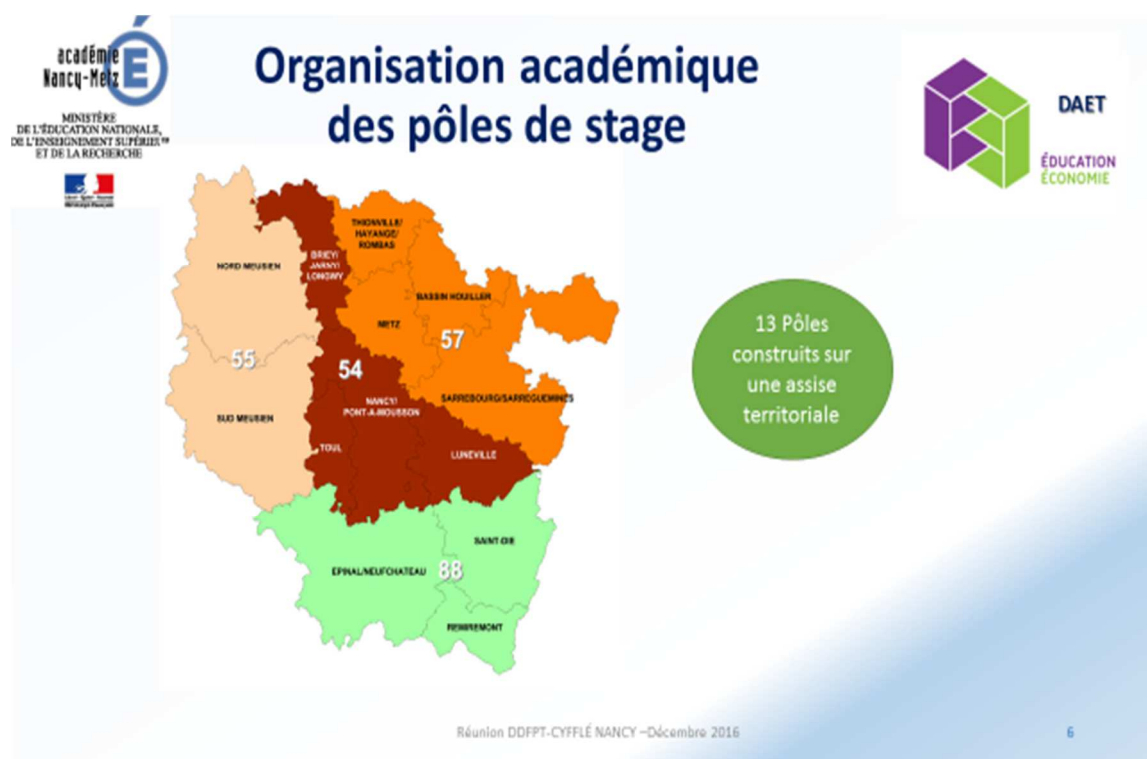 académie
Nancy-Metz
É
MINISTÈRE
DE L'ÉDUCATION NATIONALE,
DE L'ENSEIGNEMENT SUPÉRIEUR
ET DE LA RECHERCHE
Organisation académique
des pôles de stage
DAET
ÉDUCATION
ÉCONOMIE
THIONVILLE/
HAYANGE/
ROMBAS
BRIEY/
JARNY/
LONGWY
NORD MEUSIEN
BASSIN HOUILLER
METZ
57
55
54
SARREBOURG/SARREGUEMINES
NANCY/
PONT-A-MOUSSON
SUD MEUSIEN
TOUL
LUNEVILLE
SAINT-DIE
EPINAL/NEUFCHATEAU
88
REMIREMONT
13 Pôles
construits sur
une assise
territoriale
Réunion DDFPT-CYFFLÉ NANCY –Décembre 2016
6